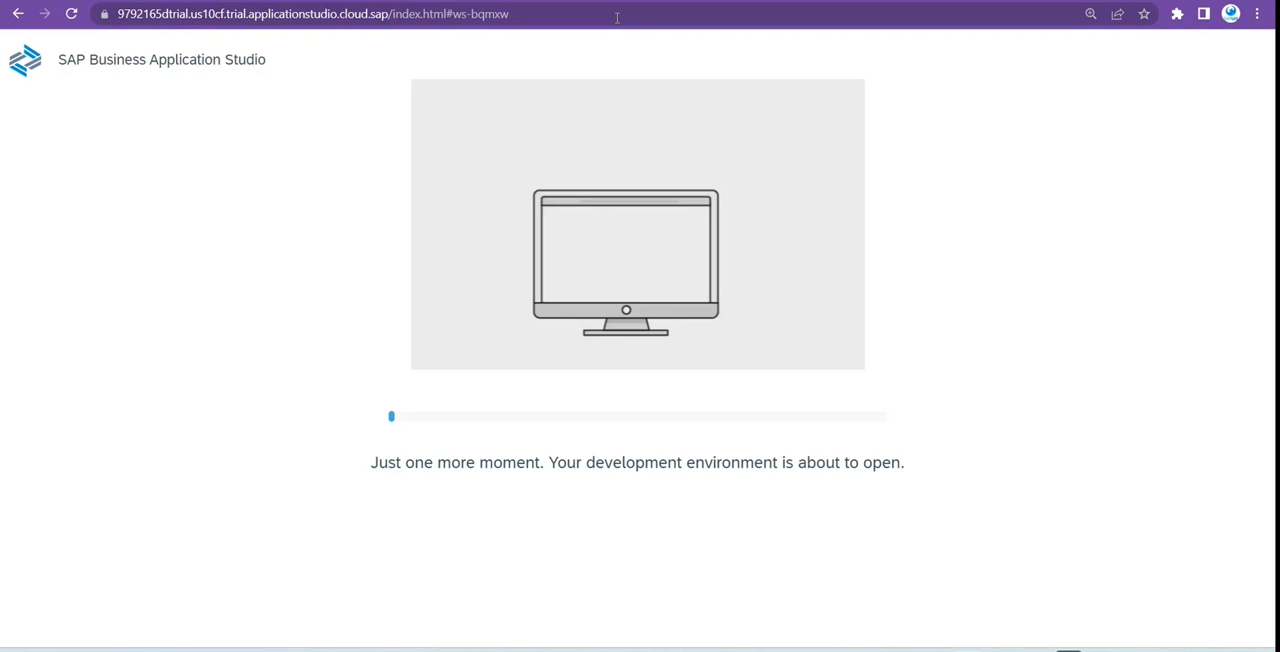 9792165dtrial.us10cf.trial.applicationstudio.cloud.sap/index.html#ws-bqmxw
SAP Business Application Studio
Just one more moment. Your development environment is about to open.